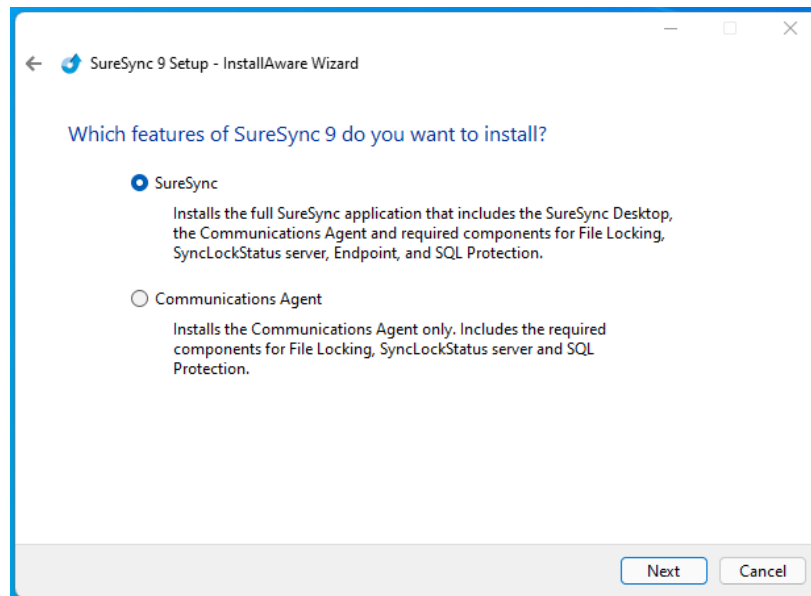 SureSync 9 Setup - InstallAware Wizard
Which features of SureSync 9 do you want to install?
SureSync
Installs the full SureSync application that includes the SureSync Desktop,
the Communications Agent and required components for File Locking,
SyncLockStatus server, Endpoint, and SQL Protection.
Communications Agent
Installs the Communications Agent only. Includes the required
components for File Locking, SyncLockStatus server and SQL
Protection.
Next Cancel